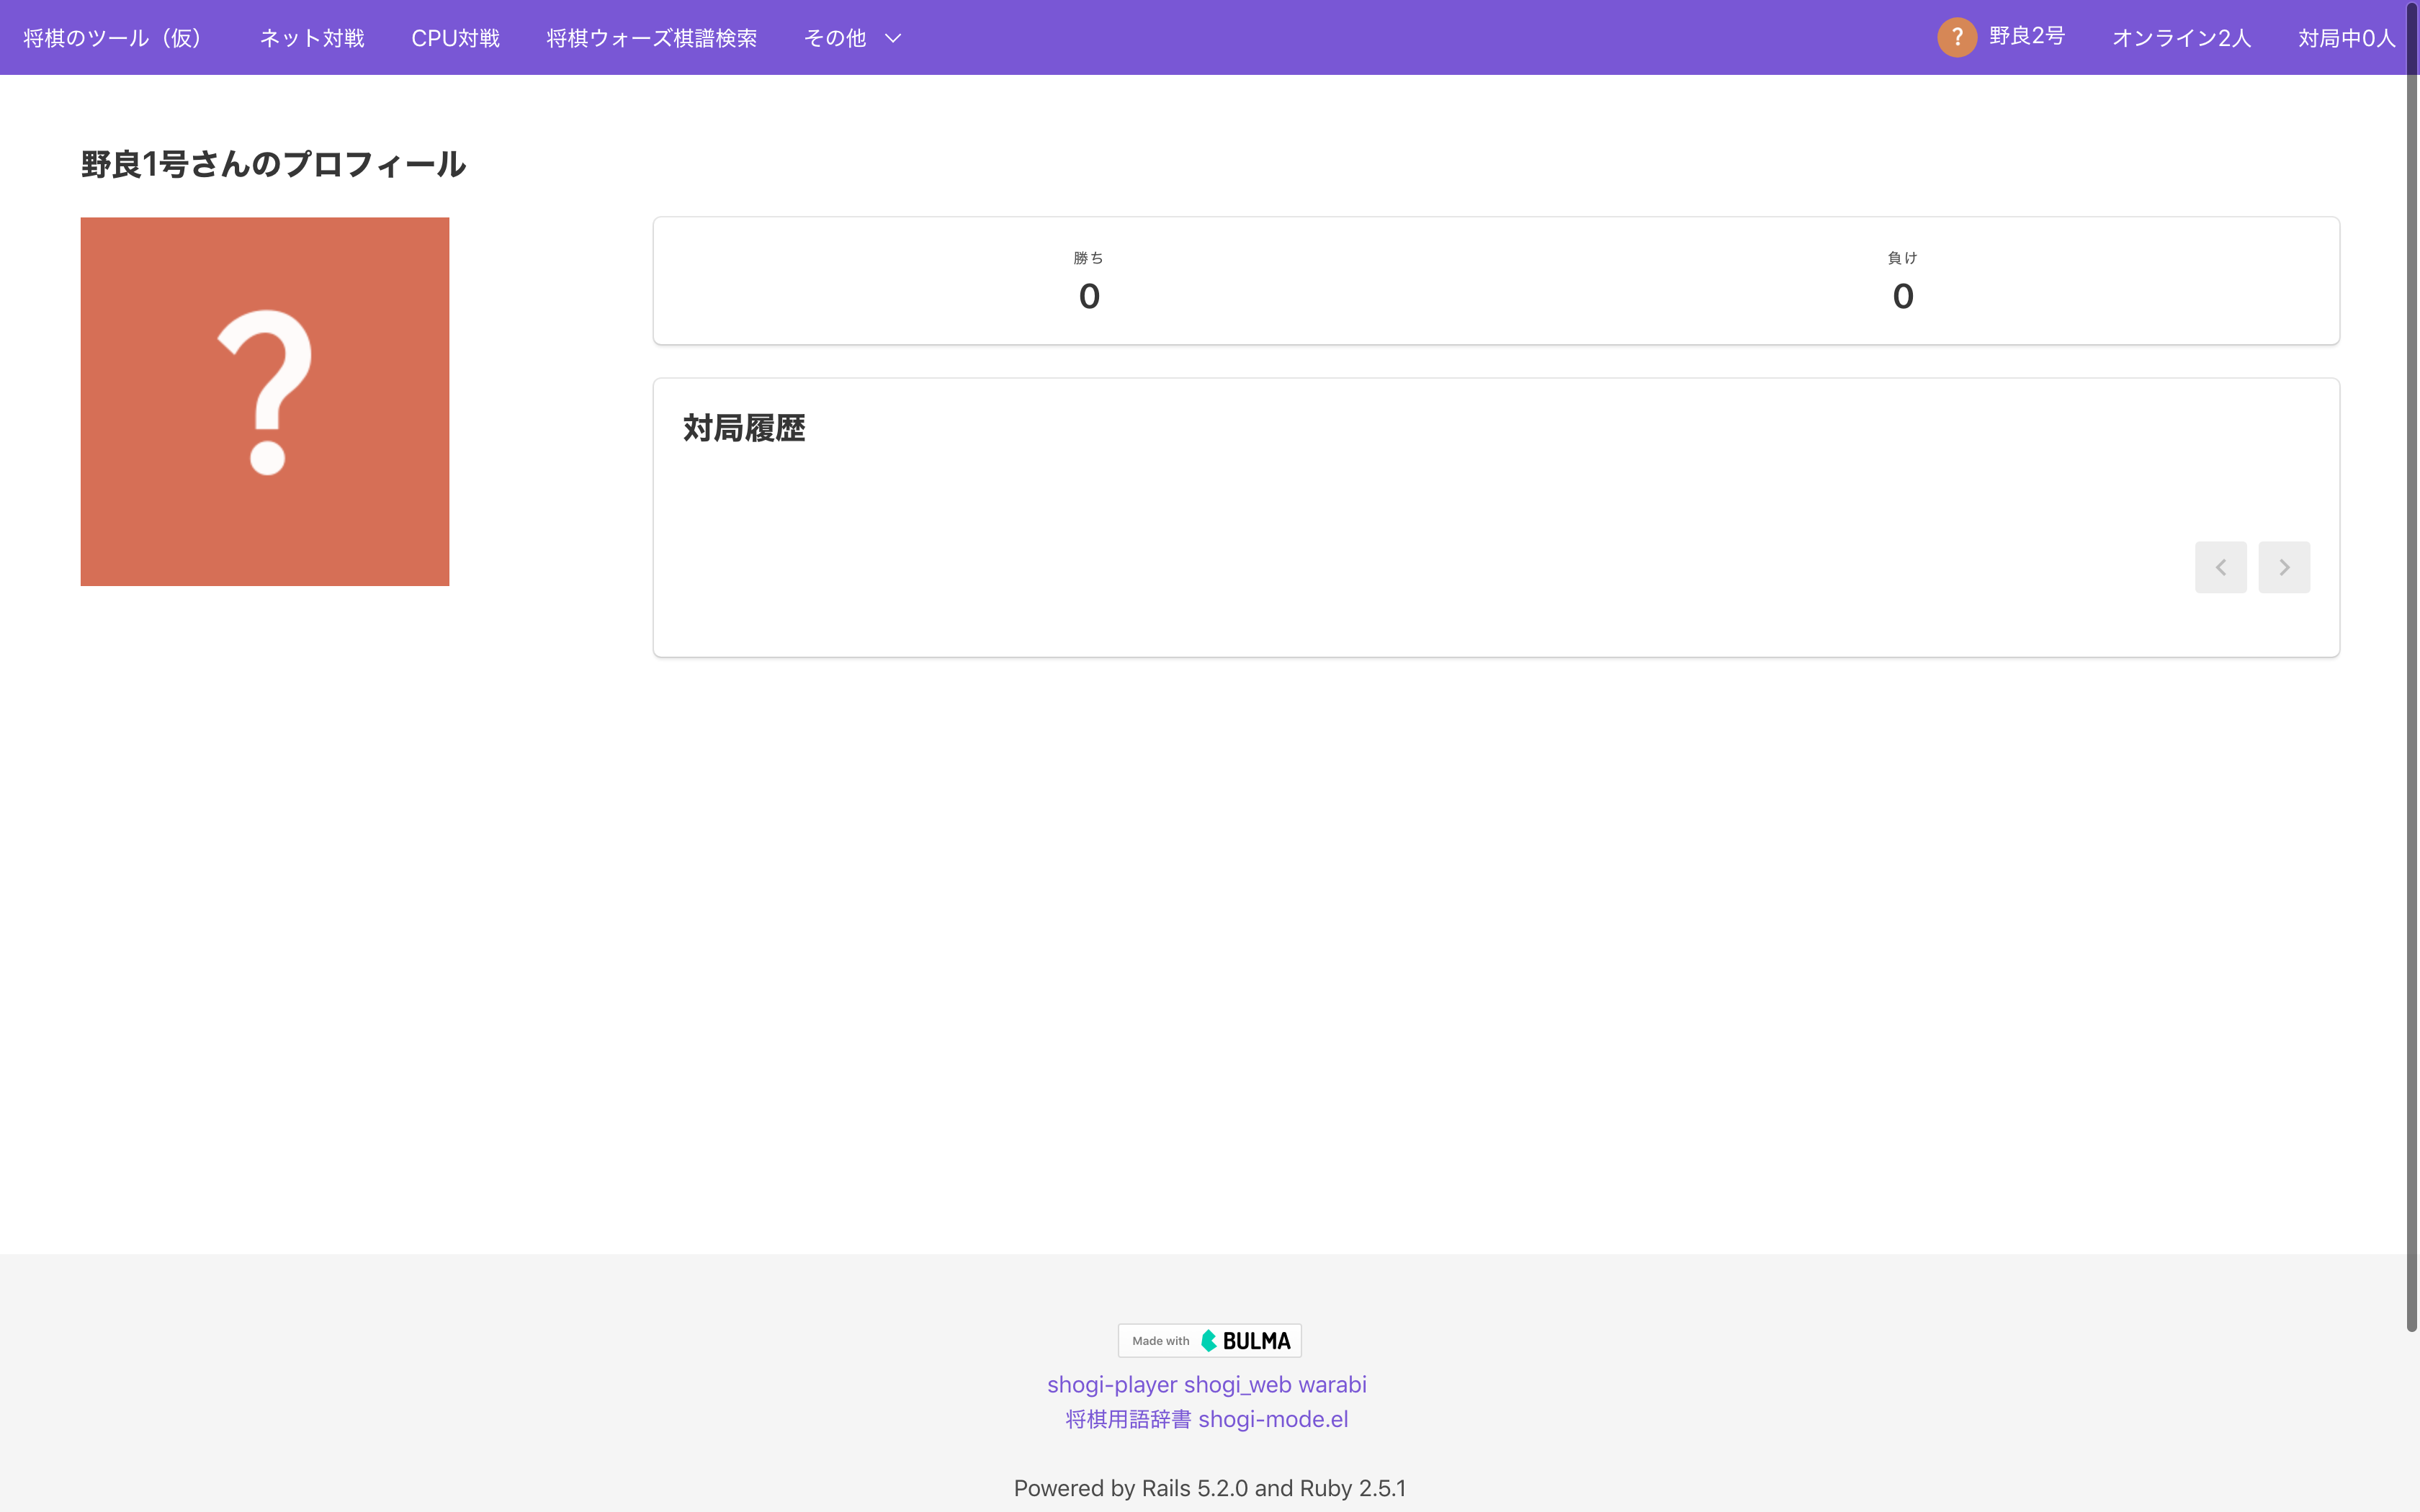 将棋のツール（仮） ネット対戦 CPU対戦 将棋ウォーズ棋譜検索 その他 ? 野良2号 オンライン2人 対局中0人
野良1号さんのプロフィール
?
勝ち 負け
0 0
対局履歴
Made with BULMA
shogi-player shogi_web warabi
将棋用語辞書 shogi-mode.el
Powered by Rails 5.2.0 and Ruby 2.5.1